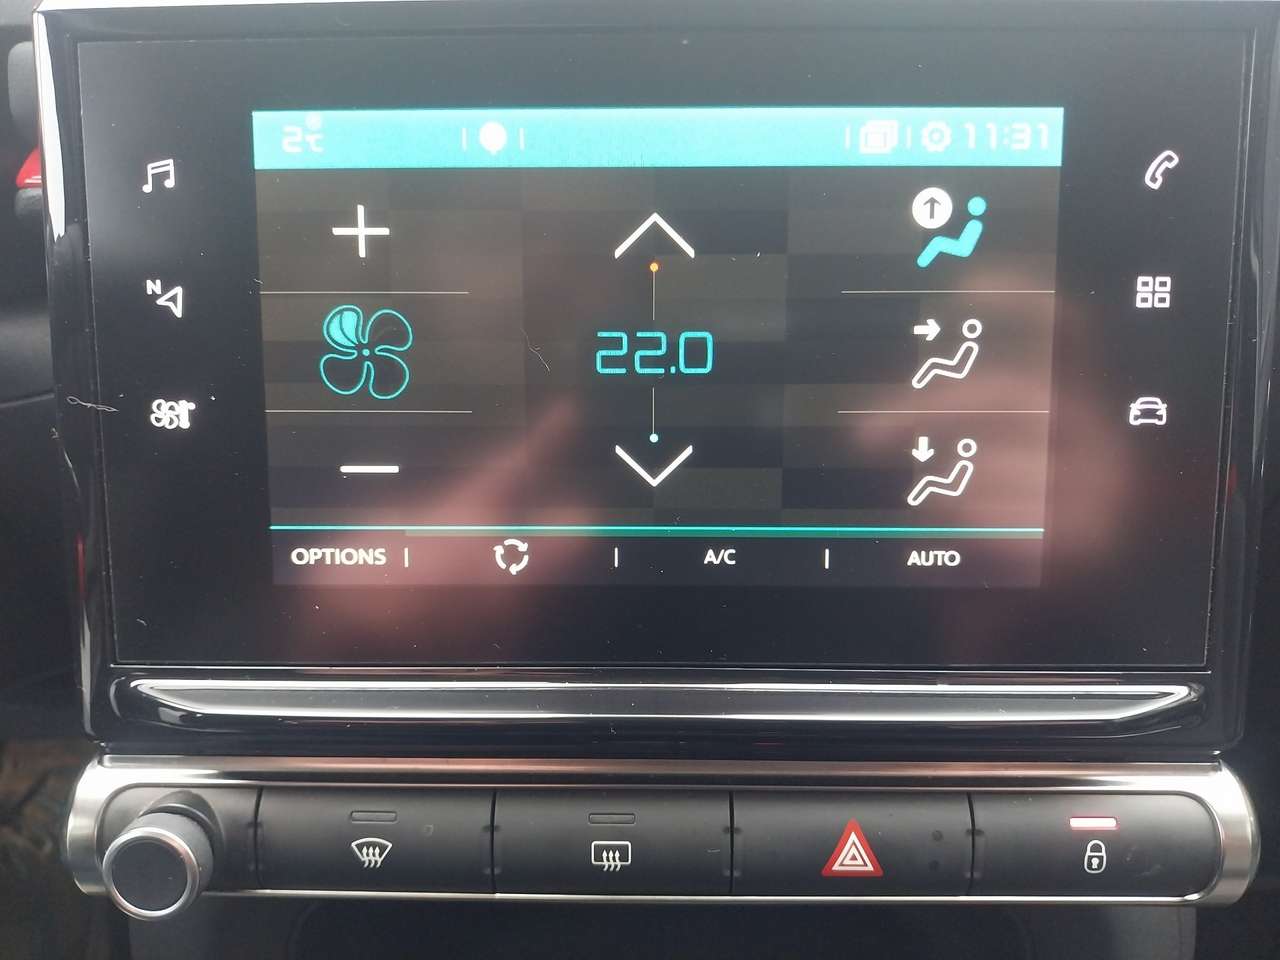 2°C 11:31
N
22.0
OPTIONS A/C AUTO